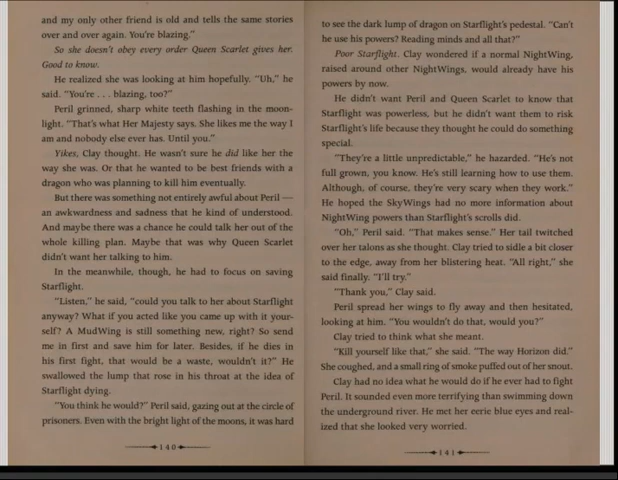 and my only other friend is old and tells the same stories
over and over again. You're blazing."
So she doesn't obey every order Queen Scarlet gives her.
Good to know.
He realized she was looking at him hopefully. "Uh," he
said. "You're . . . blazing, too?"
Peril grinned, sharp white teeth flashing in the moon-
light. "That's what Her Majesty says. She likes me the way I
am and nobody else ever has. Until you."
Yikes, Clay thought. He wasn't sure he did like her the
way she was. Or that he wanted to be best friends with a
dragon who was planning to kill him eventually.
But there was something not entirely awful about Peril —
an awkwardness and sadness that he kind of understood.
And maybe there was a chance he could talk her out of the
whole killing plan. Maybe that was why Queen Scarlet
didn't want her talking to him.
In the meanwhile, though, he had to focus on saving
Starflight.
"Listen," he said, "could you talk to her about Starflight
anyway? What if you acted like you came up with it your-
self? A MudWing is still something new, right? So send
me in first and save him for later. Besides, if he dies in
his first fight, that would be a waste, wouldn't it?" He
swallowed the lump that rose in his throat at the idea of
Starflight dying.
"You think he would?" Peril said, gazing out at the circle of
prisoners. Even with the bright light of the moons, it was hard
140
to see the dark lump of dragon on Starflight's pedestal. "Can't
he use his powers? Reading minds and all that?"
Poor Starflight. Clay wondered if a normal NightWing,
raised around other NightWings, would already have his
powers by now.
He didn't want Peril and Queen Scarlet to know that
Starflight was powerless, but he didn't want them to risk
Starflight's life because they thought he could do something
special.
"They're a little unpredictable," he hazarded. "He's not
full grown, you know. He's still learning how to use them.
Although, of course, they're very scary when they work."
He hoped the SkyWings had no more information about
NightWing powers than Starflight's scrolls did.
"Oh," Peril said. "That makes sense." Her tail twitched
over her talons as she thought. Clay tried to sidle a bit closer
to the edge, away from her blistering heat. "All right," she
said finally. "I'll try."
"Thank you," Clay said.
Peril spread her wings to fly away and then hesitated,
looking at him. "You wouldn't do that, would you?"
Clay tried to think what she meant.
"Kill yourself like that," she said. "The way Horizon did."
She coughed, and a small ring of smoke puffed out of her snout.
Clay had no idea what he would do if he ever had to fight
Peril. It sounded even more terrifying than swimming down
the underground river. He met her eerie blue eyes and real-
ized that she looked very worried.
141